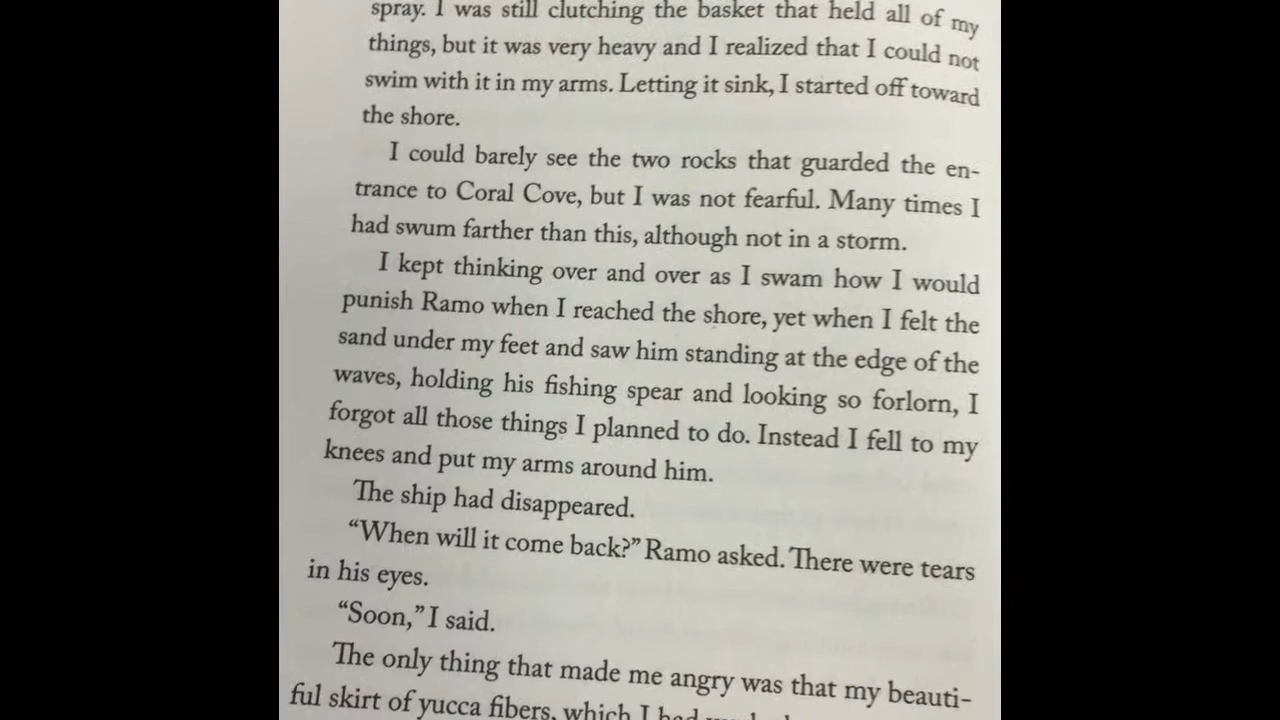 spray. I was still clutching the basket that held all of my
things, but it was very heavy and I realized that I could not
swim with it in my arms. Letting it sink, I started off toward
the shore.
I could barely see the two rocks that guarded the en-
trance to Coral Cove, but I was not fearful. Many times I
had swum farther than this, although not in a storm.
I kept thinking over and over as I swam how I would
punish Ramo when I reached the shore, yet when I felt the
sand under my feet and saw him standing at the edge of the
waves, holding his fishing spear and looking so forlorn, I
forgot all those things I planned to do. Instead I fell to my
knees and put my arms around him.
The ship had disappeared.
“When will it come back?” Ramo asked. There were tears
in his eyes.
“Soon,” I said.
The only thing that made me angry was that my beauti-
ful skirt of yucca fibers, which I had